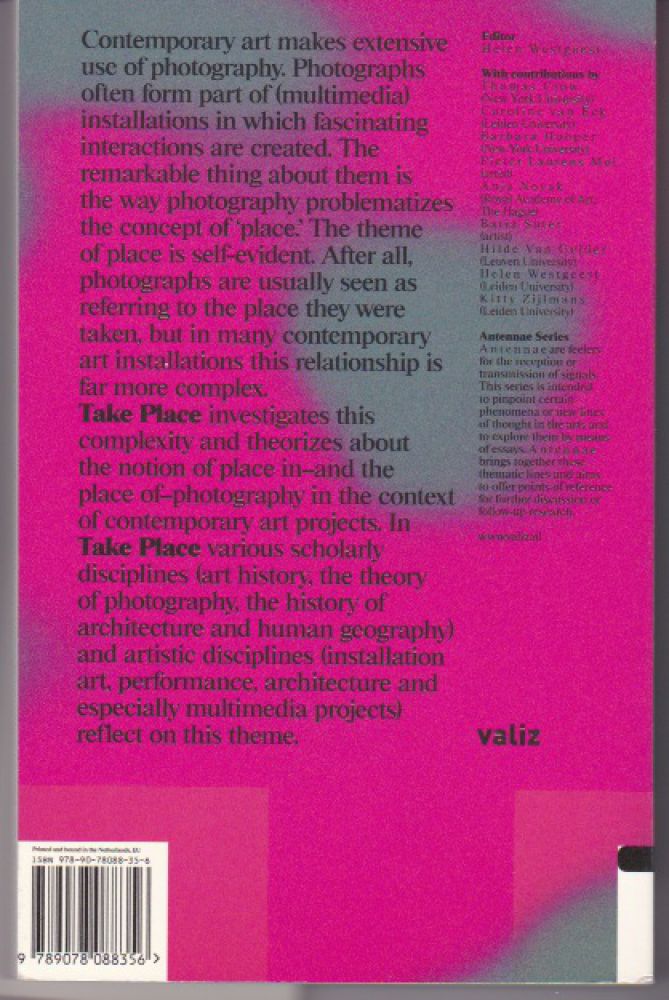 Contemporary art makes extensive
use of photography. Photographs
often form part of (multimedia)
installations in which fascinating
interactions are created. The
remarkable thing about them is
the way photography problematizes
the concept of 'place.' The theme
of place is self-evident. After all,
photographs are usually seen as
referring to the place they were
taken, but in many contemporary
art installations this relationship is
far more complex.
Take Place investigates this
complexity and theorizes about
the notion of place in–and the
place of–photography in the context
of contemporary art projects. In
Take Place various scholarly
disciplines (art history, the theory
of photography, the history of
architecture and human geography)
and artistic disciplines (installation
art, performance, architecture and
especially multimedia projects)
reflect on this theme.
Editor
Helen Westgeest
With contributions by
Thomas Crow
(New York University)
Caroline van Eck
(Leiden University)
Barbara Hooper
(New York University)
Pieter Laurens Mol
(artist)
Anja Novak
(Royal Academy of Art,
The Hague)
Batia Suter
(artist)
Hilde Van Gelder
(Leuven University)
Helen Westgeest
(Leiden University)
Kitty Zijlmans
(Leiden University)
Antennae Series
Antennae are feelers
for the reception or
transmission of signals.
This series is intended
to pinpoint certain
phenomena or new lines
of thought in the arts and
to explore them by means
of essays. Antennae
brings together these
thematic lines and aims
to offer points of reference
for further discussion or
follow-up research.
www.valiz.nl
valiz
Printed and bound in the Netherlands, EU
ISBN 978-90-78088-35-6
9 789078 088356 >